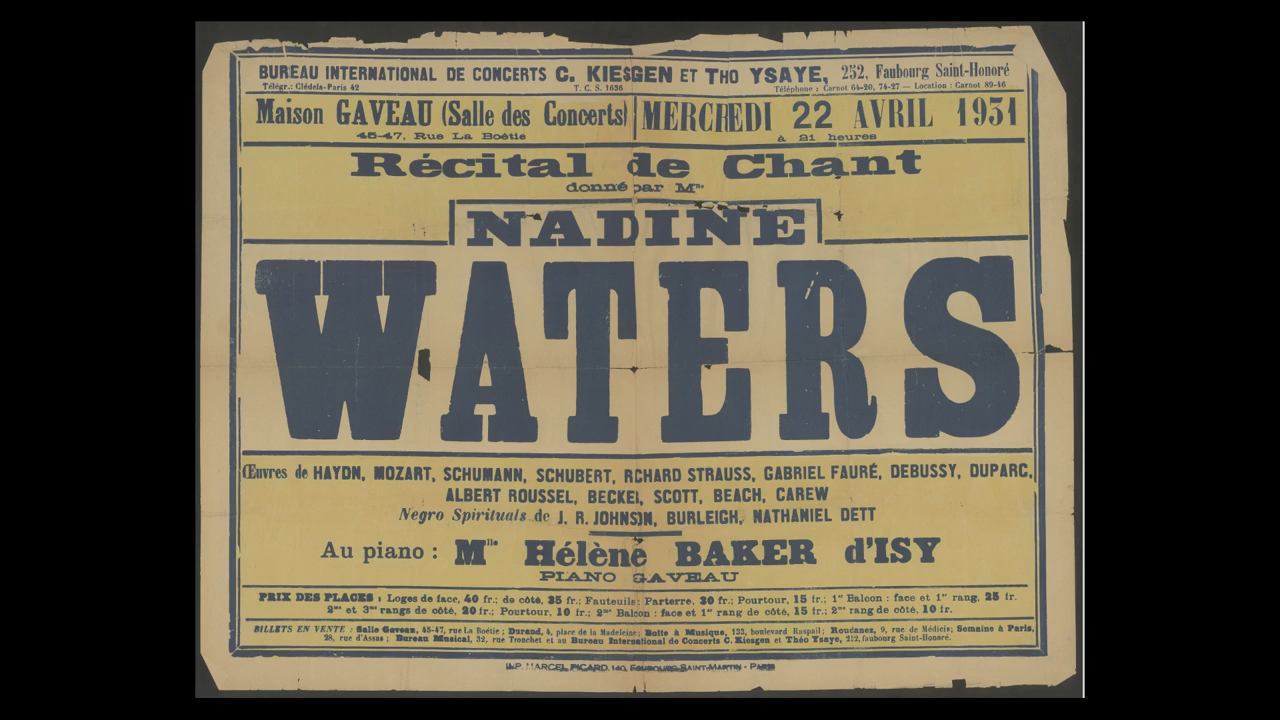 BUREAU INTERNATIONAL DE CONCERTS C. KIESGEN ET THO YSAYE, 252, Faubourg Saint-Honoré
Télégr.: Clédels-Paris 42 T. C. S. 1636 Téléphone : Carnot 64-20, 74-27 — Location : Carnot 89-46
Maison GAVEAU (Salle des Concerts) MERCREDI 22 AVRIL 1931
45-47, Rue La Boëtie à 21 heures
Récital de Chant
donné par Mme
NADINE
WATERS
Œuvres de HAYDN, MOZART, SCHUMANN, SCHUBERT, RCHARD STRAUSS, GABRIEL FAURÉ, DEBUSSY, DUPARC,
ALBERT ROUSSEL, BECKEL, SCOTT, BEACH, CAREW
Negro Spirituals de J. R. JOHNSON, BURLEIGH, NATHANIEL DETT
Au piano : Mlle Hélène BAKER d'ISY
PIANO GAVEAU
PRIX DES PLACES : Loges de face, 40 fr.; de côté, 35 fr.; Fauteuils: Parterre, 30 fr.; Pourtour, 15 fr.; 1er Balcon : face et 1er rang, 25 fr.
2me et 3me rangs de côté, 20 fr.; Pourtour, 10 fr.; 2me Balcon : face et 1er rang de côté, 15 fr.; 2me rang de côté, 10 fr.
BILLETS EN VENTE : Salle Gaveau, 45-47, rue La Boëtie ; Durand, 4, place de la Madeleine; Boîte à Musique, 133, boulevard Raspail; Roudanez, 9, rue de Médicis; Semaine à Paris,
28, rue d'Assas ; Bureau Musical, 32, rue Tronchet et au Bureau International de Concerts C. Kiesgen et Théo Ysaye, 252, faubourg Saint-Honoré.
IMP. MARCEL PICARD, 140, FAUBOURG SAINT-MARTIN - PARIS